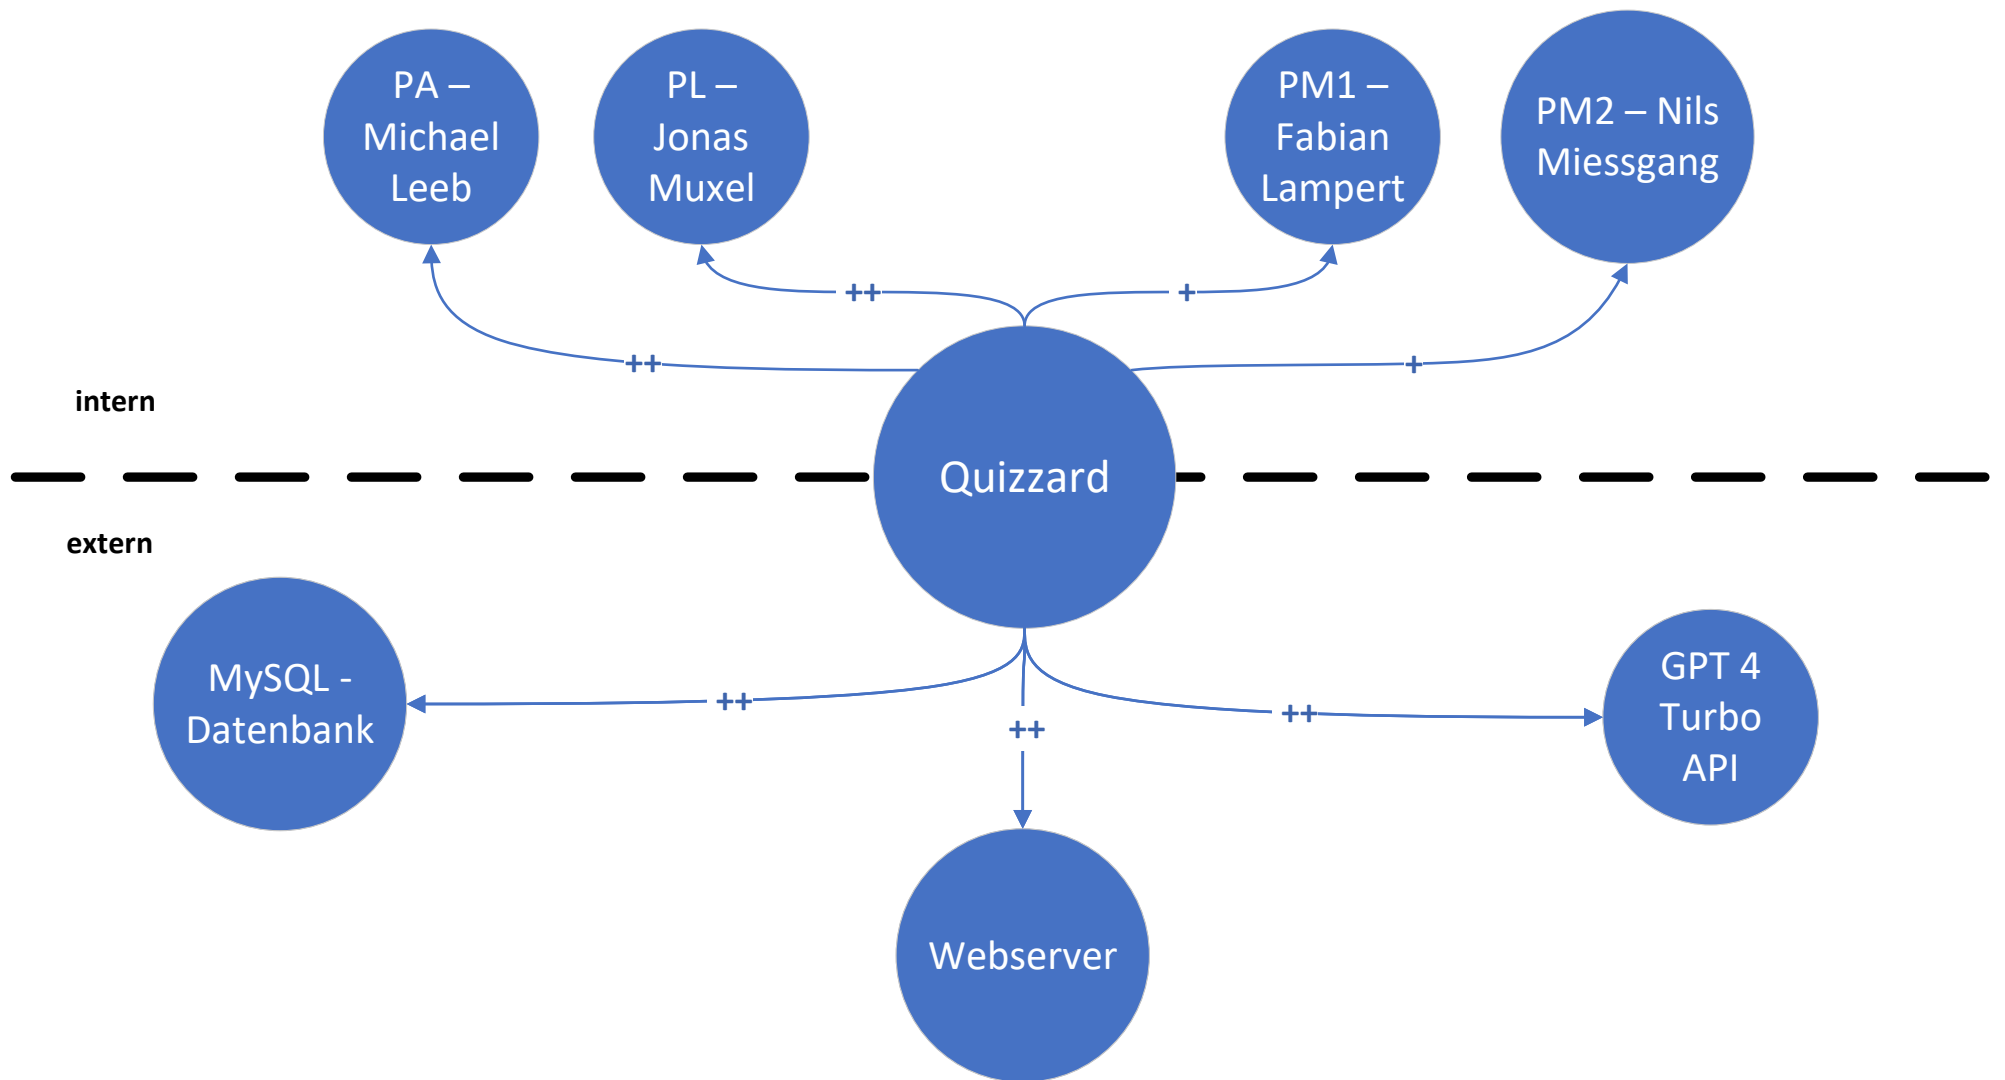 PA –
Michael
Leeb
PL –
Jonas
Muxel
PM1 –
Fabian
Lampert
PM2 – Nils
Miessgang
++
+
++
+
intern
Quizzard
extern
MySQL -
Datenbank
++
++
++
GPT 4
Turbo
API
Webserver